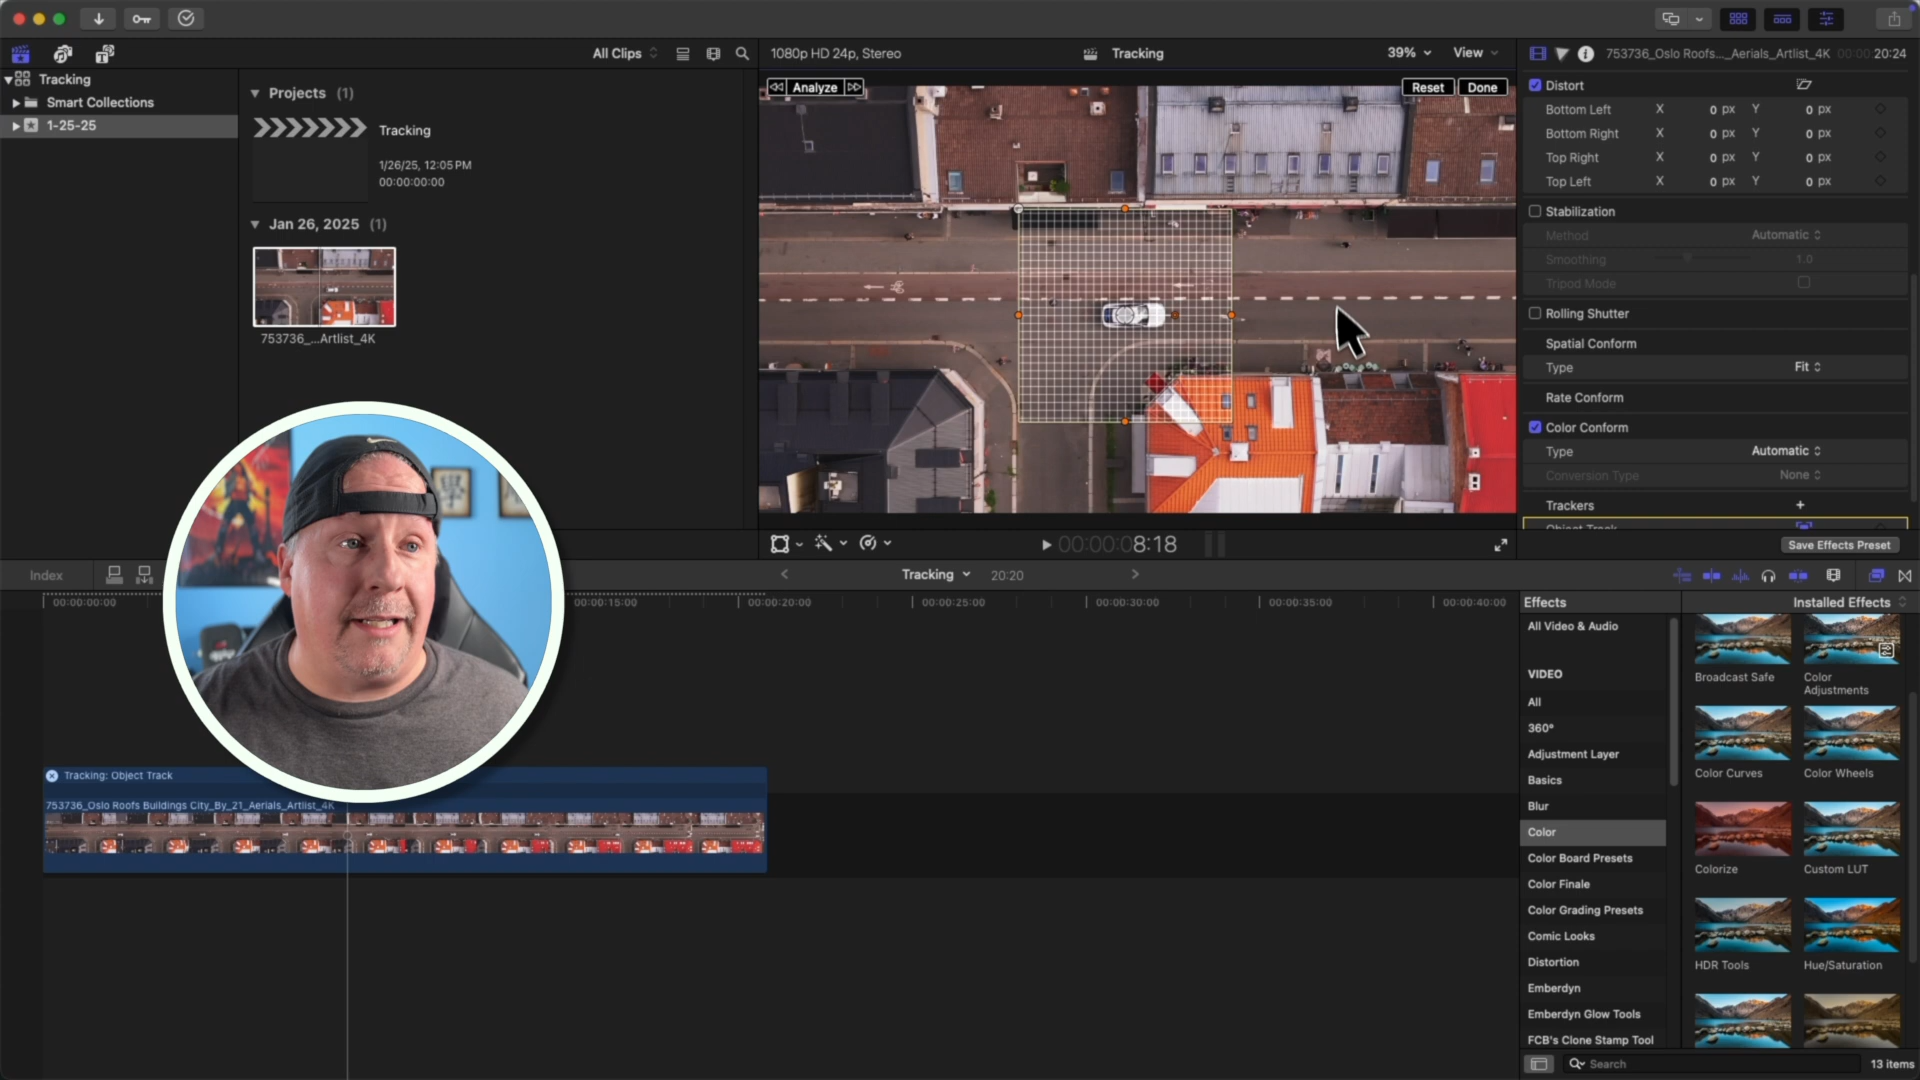 All Clips
1080p HD 24p, Stereo
Tracking
39%
View
753736_Oslo Roofs..._Aerials_Artlist_4K
00:00:20:24
Tracking
Smart Collections
1-25-25
Projects (1)
Tracking
1/26/25, 12:05 PM
00:00:00:00
Jan 26, 2025 (1)
753736_...Artlist_4K
Analyze
Reset
Done
Distort
Bottom Left X 0 px Y 0 px
Bottom Right X 0 px Y 0 px
Top Right X 0 px Y 0 px
Top Left X 0 px Y 0 px
Stabilization
Method Automatic
Smoothing 1.0
Tripod Mode
Rolling Shutter
Spatial Conform
Type Fit
Rate Conform
Color Conform
Type Automatic
Conversion Type None
Trackers +
Object Track
Save Effects Preset
00:00:08:18
Index
Tracking
20:20
00:00:00:00
00:00:15:00
00:00:20:00
00:00:25:00
00:00:30:00
00:00:35:00
00:00:40:00
Tracking: Object Track
753736_Oslo Roofs Buildings City_By_21_Aerials_Artlist_4K
Effects
Installed Effects
All Video & Audio
VIDEO
All
360°
Adjustment Layer
Basics
Blur
Color
Color Board Presets
Color Finale
Color Grading Presets
Comic Looks
Distortion
Emberdyn
Emberdyn Glow Tools
FCB's Clone Stamp Tool
Broadcast Safe
Color
Adjustments
Color Curves
Color Wheels
Colorize
Custom LUT
HDR Tools
Hue/Saturation
Search
13 items